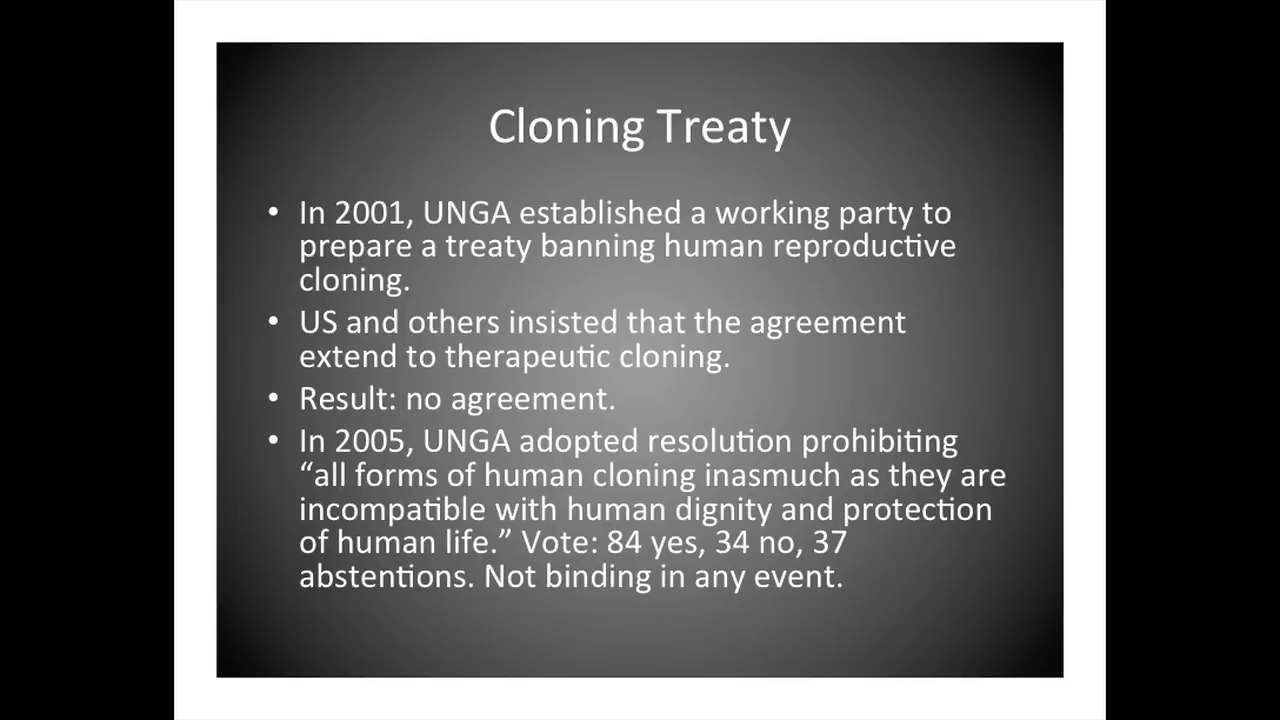 Cloning Treaty
• In 2001, UNGA established a working party to
prepare a treaty banning human reproductive
cloning.
• US and others insisted that the agreement
extend to therapeutic cloning.
• Result: no agreement.
• In 2005, UNGA adopted resolution prohibiting
“all forms of human cloning inasmuch as they are
incompatible with human dignity and protection
of human life.” Vote: 84 yes, 34 no, 37
abstentions. Not binding in any event.